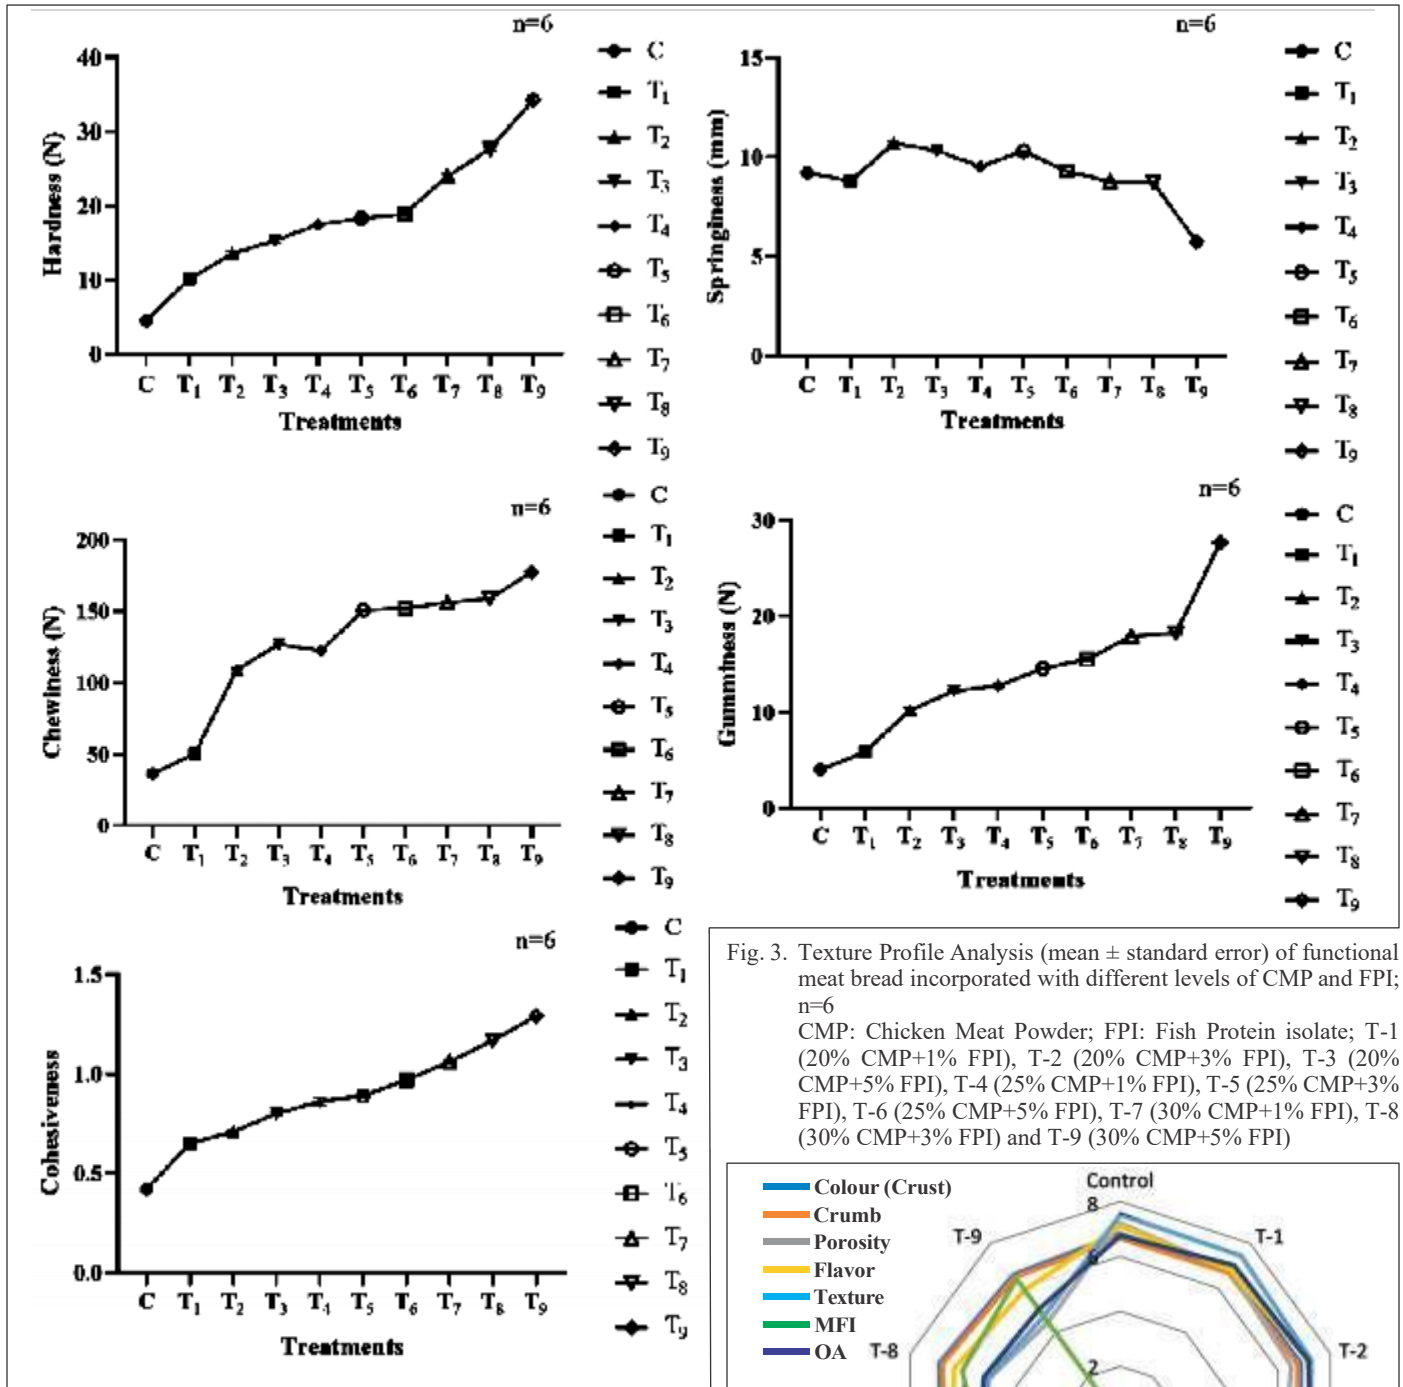 n=6
40
30
20
10
0
Hardness (N)
C T1 T2 T3 T4 T5 T6 T7 T8 T9
Treatments
C
T1
T2
T3
T4
T5
T6
T7
T8
T9
n=6
15
10
5
0
Springiness (mm)
C T1 T2 T3 T4 T5 T6 T7 T8 T9
Treatments
C
T1
T2
T3
T4
T5
T6
T7
T8
T9
n=6
200
150
100
50
0
Chewiness (N)
C T1 T2 T3 T4 T5 T6 T7 T8 T9
Treatments
C
T1
T2
T3
T4
T5
T6
T7
T8
T9
n=6
30
20
10
0
Gumminess (N)
C T1 T2 T3 T4 T5 T6 T7 T8 T9
Treatments
C
T1
T2
T3
T4
T5
T6
T7
T8
T9
n=6
1.5
1.0
0.5
0.0
Cohesiveness
C T1 T2 T3 T4 T5 T6 T7 T8 T9
Treatments
C
T1
T2
T3
T4
T5
T6
T7
T8
T9
Fig. 3. Texture Profile Analysis (mean ± standard error) of functional
meat bread incorporated with different levels of CMP and FPI;
n=6
CMP: Chicken Meat Powder; FPI: Fish Protein isolate; T-1
(20% CMP+1% FPI), T-2 (20% CMP+3% FPI), T-3 (20%
CMP+5% FPI), T-4 (25% CMP+1% FPI), T-5 (25% CMP+3%
FPI), T-6 (25% CMP+5% FPI), T-7 (30% CMP+1% FPI), T-8
(30% CMP+3% FPI) and T-9 (30% CMP+5% FPI)
Colour (Crust)
Crumb
Porosity
Flavor
Texture
MFI
OA
Control
8
T-9
T-1
6
T-8
T-2
2